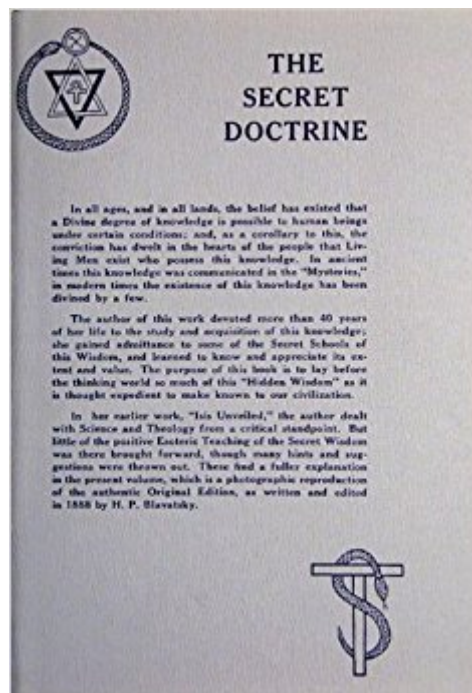 THE
SECRET
DOCTRINE
In all ages, and in all lands, the belief has existed that
a Divine degree of knowledge is possible to human beings
under certain conditions; and, as a corollary to this, the
conviction has dwelt in the hearts of the people that Liv-
ing Men exist who possess this knowledge. In ancient
times this knowledge was communicated in the "Mysteries,"
in modern times the existence of this knowledge has been
divined by a few.
The author of this work devoted more than 40 years
of her life to the study and acquisition of this knowledge;
she gained admittance to some of the Secret Schools of
this Wisdom, and learned to know and appreciate its ex-
tent and value. The purpose of this book is to lay before
the thinking world so much of this "Hidden Wisdom" as it
is thought expedient to make known to our civilization.
In her earlier work, "Isis Unveiled," the author dealt
with Science and Theology from a critical standpoint. But
little of the positive Esoteric Teaching of the Secret Wisdom
was there brought forward, though many hints and sug-
gestions were thrown out. These find a fuller explanation
in the present volume, which is a photographic reproduction
of the authentic Original Edition, as written and edited
in 1888 by H. P. Blavatsky.